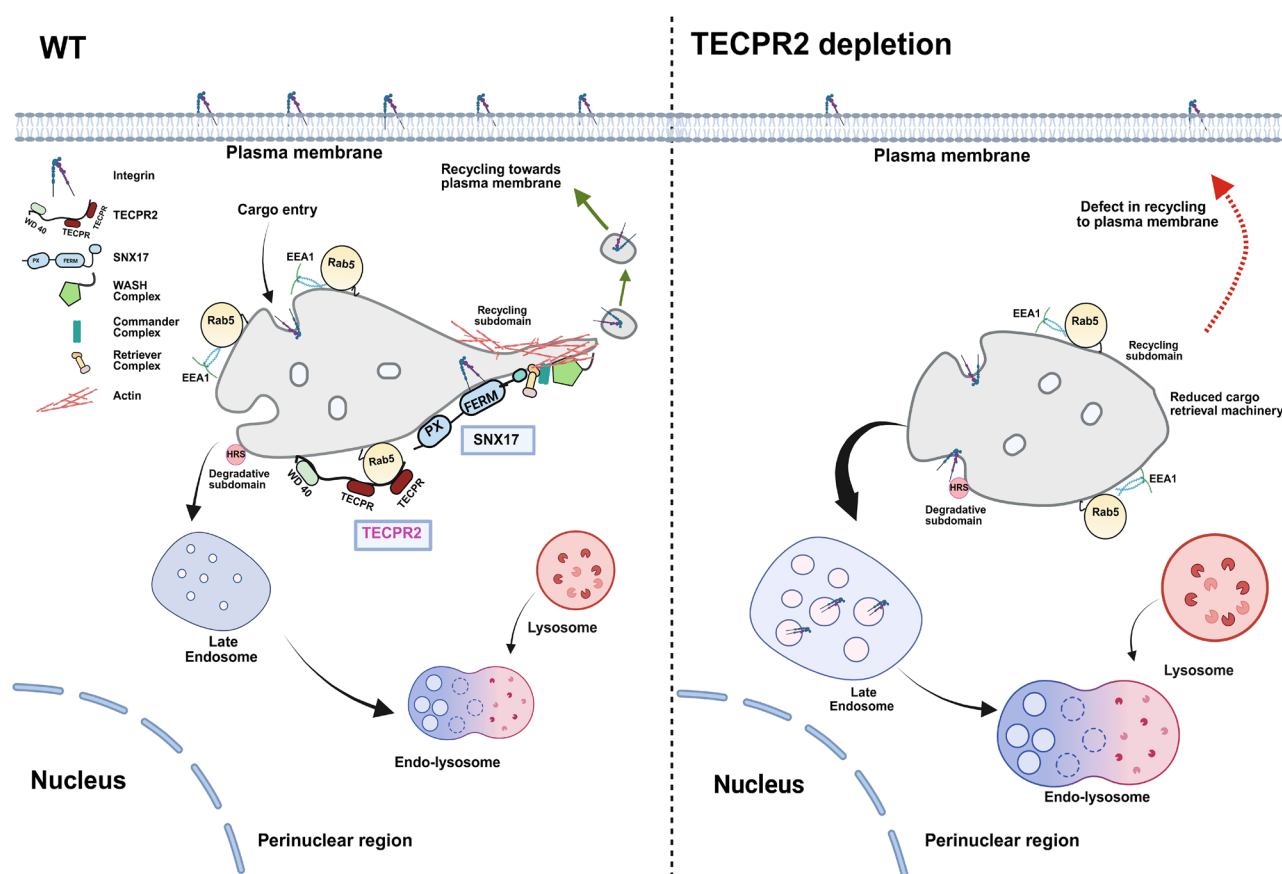 WT
TECPR2 depletion
Plasma membrane
Plasma membrane
Integrin
WD 40
TECPR
TECPR
TECPR2
PX
FERM
SNX17
WASH
Complex
Commander
Complex
Retriever
Complex
Actin
Cargo entry
Recycling towards
plasma membrane
EEA1
Rab5
Rab5
EEA1
Recycling
subdomain
FERM
PX
SNX17
HRS
Degradative
subdomain
Rab5
WD 40
TECPR
TECPR
TECPR2
Late
Endosome
Lysosome
Endo-lysosome
Nucleus
Perinuclear region
Defect in recycling
to plasma membrane
EEA1
Rab5
Recycling
subdomain
Reduced cargo
retrieval machinery
HRS
Degradative
subdomain
EEA1
Rab5
Late
Endosome
Lysosome
Endo-lysosome
Nucleus
Perinuclear region